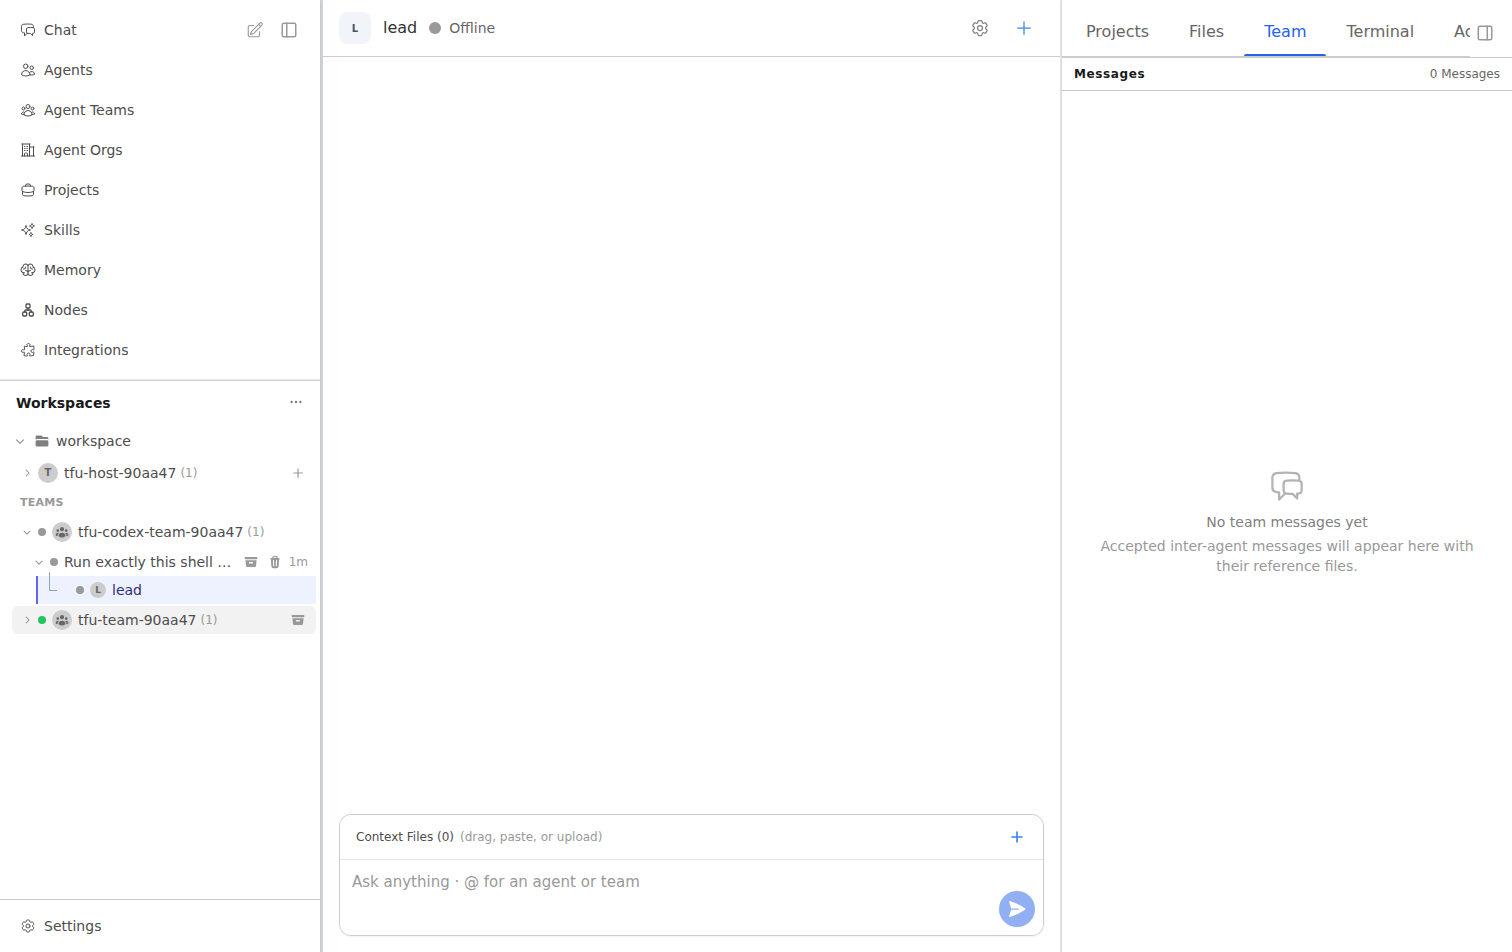 Chat
Agents
Agent Teams
Agent Orgs
Projects
Skills
Memory
Nodes
Integrations
Workspaces
workspace
T tfu-host-90aa47 (1)
TEAMS
tfu-codex-team-90aa47 (1)
Run exactly this shell ... 1m
L lead
tfu-team-90aa47 (1)
Settings
L lead Offline
Context Files (0) (drag, paste, or upload)
Ask anything · @ for an agent or team
Projects Files Team Terminal
Messages 0 Messages
No team messages yet
Accepted inter-agent messages will appear here with
their reference files.